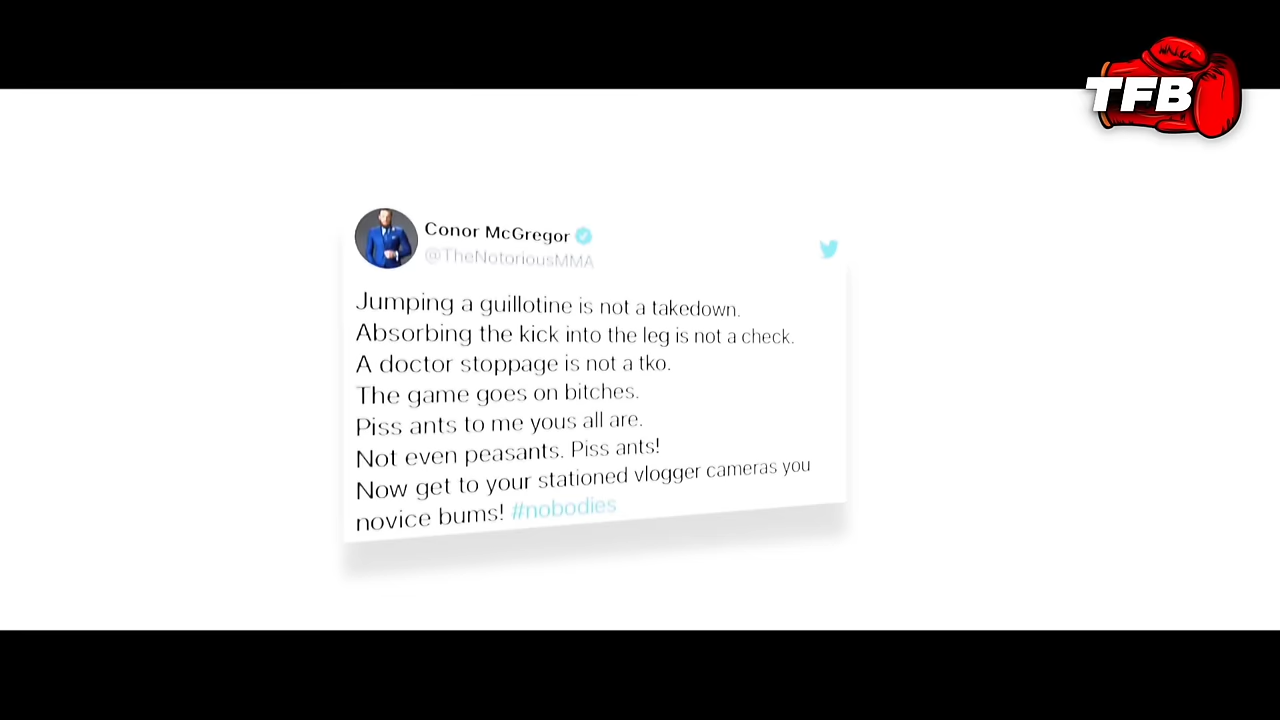 TFB
Conor McGregor
@TheNotoriousMMA
Jumping a guillotine is not a takedown.
Absorbing the kick into the leg is not a check.
A doctor stoppage is not a tko.
The game goes on bitches.
Piss ants to me yous all are.
Not even peasants. Piss ants!
Now get to your stationed vlogger cameras you
novice bums! #nobodies